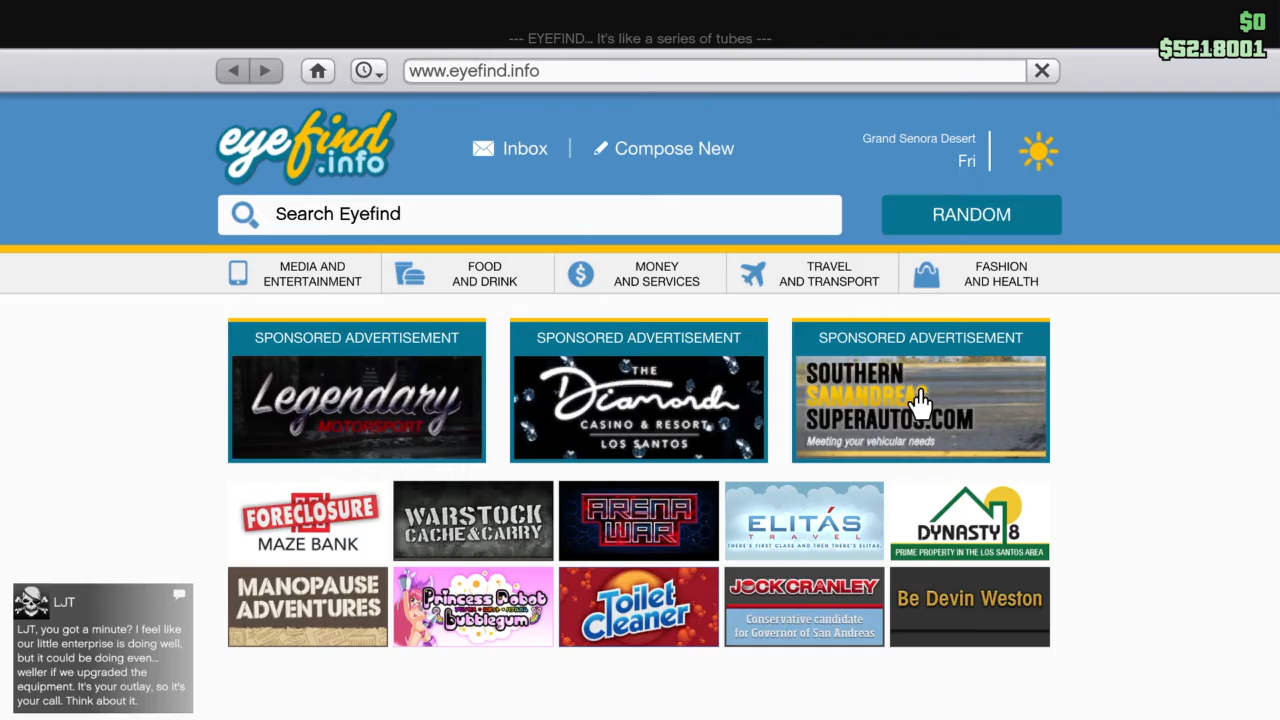 $0
--- EYEFIND... It's like a series of tubes ---
$5218001
www.eyefind.info
eyefind
.info
Inbox
Compose New
Grand Senora Desert
Fri
Search Eyefind
RANDOM
MEDIA AND
ENTERTAINMENT
FOOD
AND DRINK
MONEY
AND SERVICES
TRAVEL
AND TRANSPORT
FASHION
AND HEALTH
SPONSORED ADVERTISEMENT
Legendary
MOTORSPORT
SPONSORED ADVERTISEMENT
THE
Diamond
CASINO & RESORT
LOS SANTOS
SPONSORED ADVERTISEMENT
SOUTHERN
SANANDREAS
SUPERAUTOS.COM
Meeting your vehicular needs
FORECLOSURE
MAZE BANK
WARSTOCK
CACHE&CARRY
ARENA
WAR
ELITÁS
TRAVEL
THERE'S FIRST CLASS AND THEN THERE'S ELITAS.
DYNASTY 8
PRIME PROPERTY IN THE LOS SANTOS AREA
MANOPAUSE
ADVENTURES
Princess Robot
Bubblegum
Toilet
Cleaner
JOCK CRANLEY
Conservative candidate
for Governor of San Andreas
Be Devin Weston
LJT
LJT, you got a minute? I feel like
our little enterprise is doing well,
but it could be doing even...
weller if we upgraded the
equipment. It's your outlay, so it's
your call. Think about it.